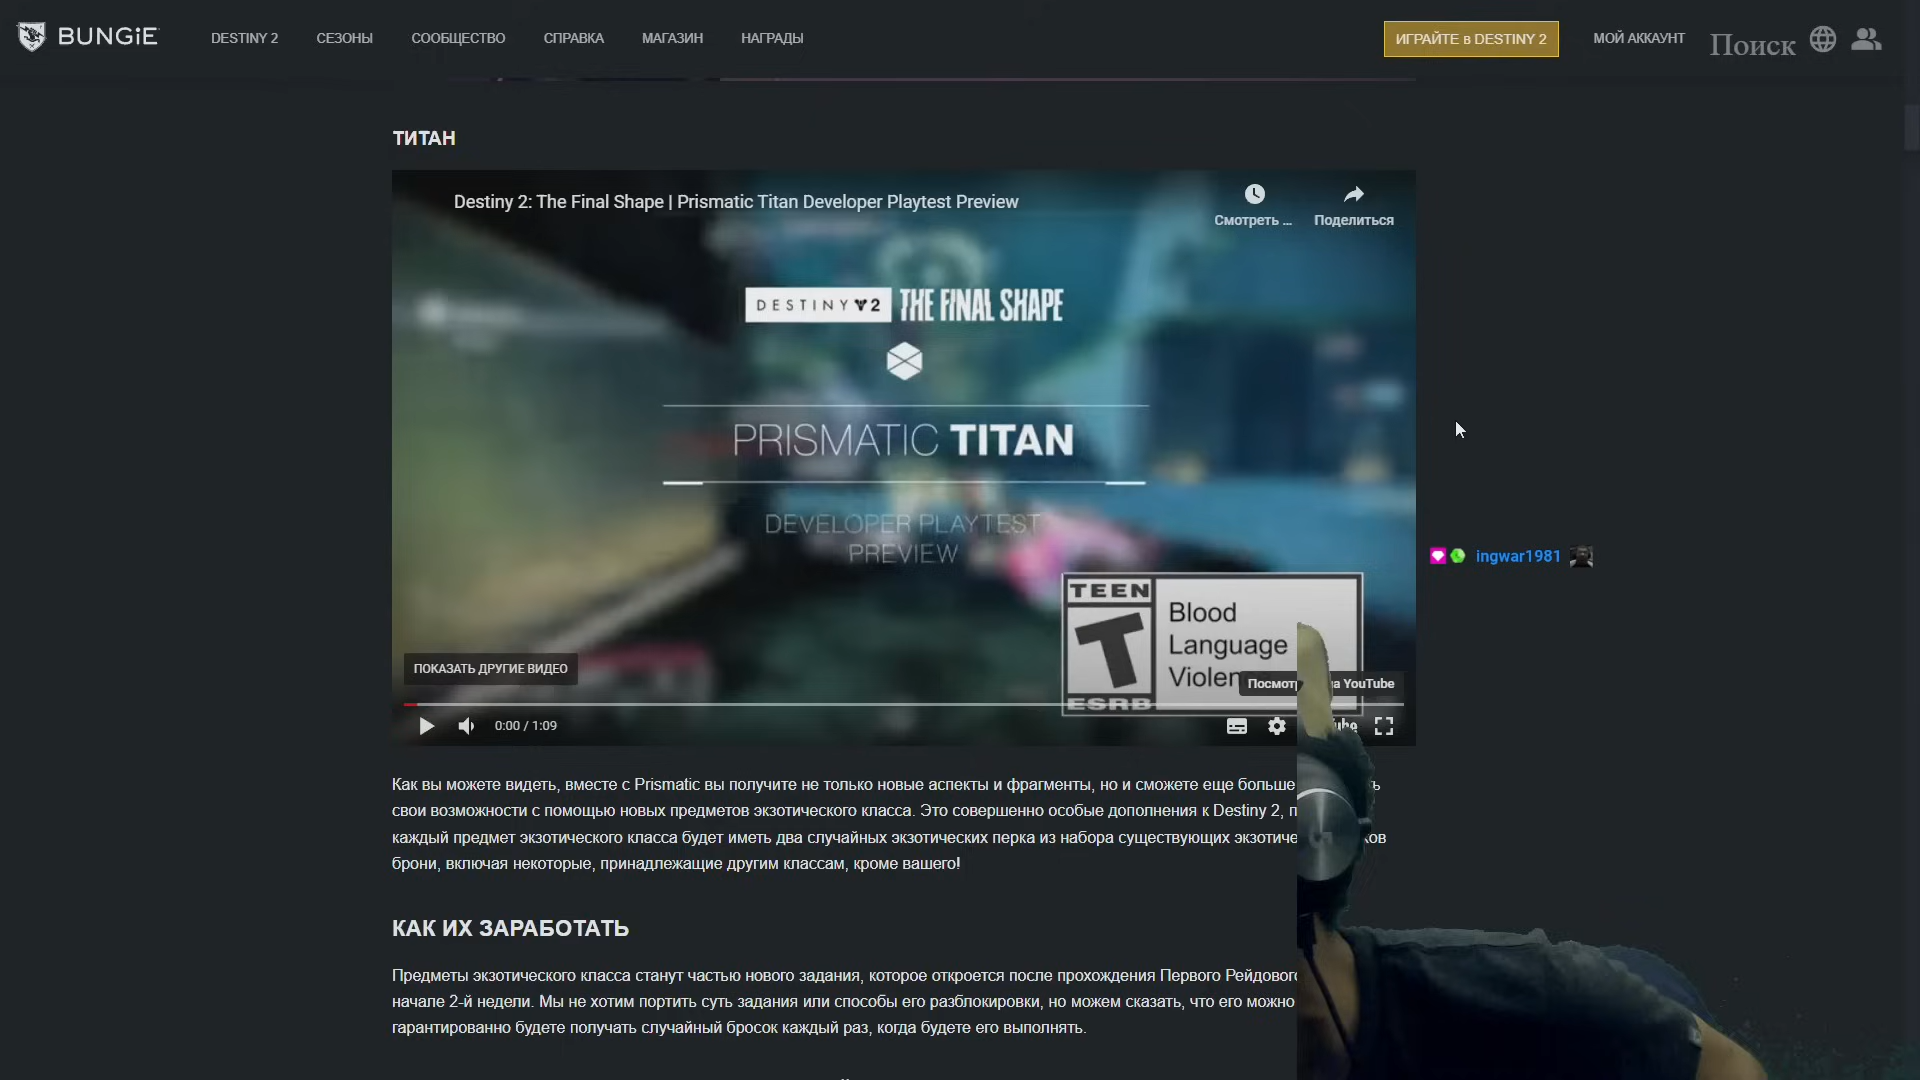 BUNGiE DESTINY 2 СЕЗОНЫ СООБЩЕСТВО СПРАВКА МАГАЗИН НАГРАДЫ ИГРАЙТЕ в DESTINY 2 МОЙ АККАУНТ Поиск
ТИТАН
Destiny 2: The Final Shape | Prismatic Titan Developer Playtest Preview
Смотреть ... Поделиться
DESTINY 2 THE FINAL SHAPE
PRISMATIC TITAN
DEVELOPER PLAYTEST
PREVIEW
ingwar1981
TEEN
T
ESRB
Blood
Language
ПОКАЗАТЬ ДРУГИЕ ВИДЕО
YouTube
0:00 / 1:09
Как вы можете видеть, вместе с Prismatic вы получите не только новые аспекты и фрагменты, но и сможете еще больше
свои возможности с помощью новых предметов экзотического класса. Это совершенно особые дополнения к Destiny 2,
каждый предмет экзотического класса будет иметь два случайных экзотических перка из набора существующих
брони, включая некоторые, принадлежащие другим классам, кроме вашего!
КАК ИХ ЗАРАБОТАТЬ
Предметы экзотического класса станут частью нового задания, которое откроется после прохождения Первого
начале 2-й недели. Мы не хотим портить суть задания или способы его разблокировки, но можем сказать, что его можно
гарантированно будете получать случайный бросок каждый раз, когда будете его выполнять.